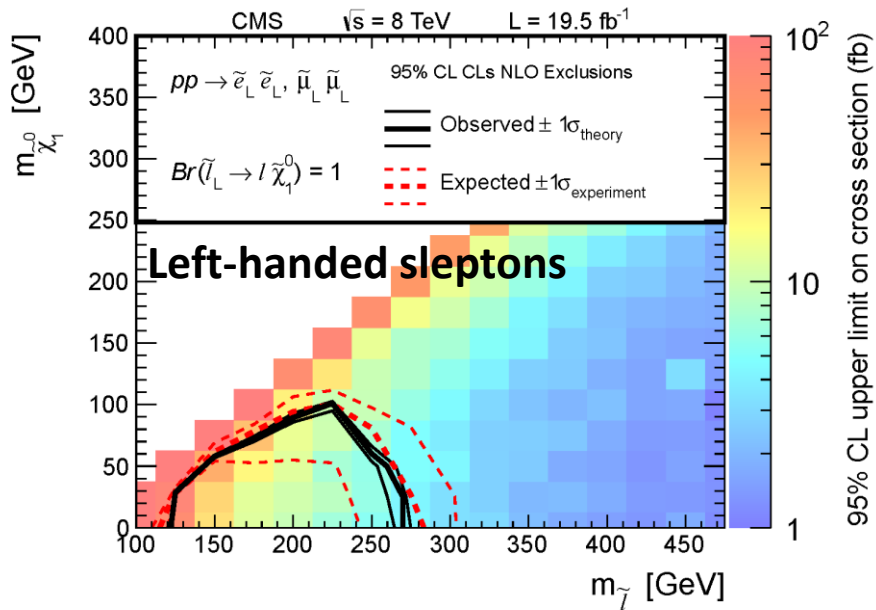 CMS √s = 8 TeV L = 19.5 fb⁻¹
m_χ̃₁⁰ [GeV]
400
350
300
250
200
150
100
50
0
pp → ẽ_L ẽ_L, μ̃_L μ̃_L
Br(l̃_L → l χ̃₁⁰) = 1
95% CL CLs NLO Exclusions
Observed ± 1σ_theory
Expected ±1σ_experiment
Left-handed sleptons
100 150 200 250 300 350 400 450
m_l̃ [GeV]
10²
10
1
95% CL upper limit on cross section (fb)